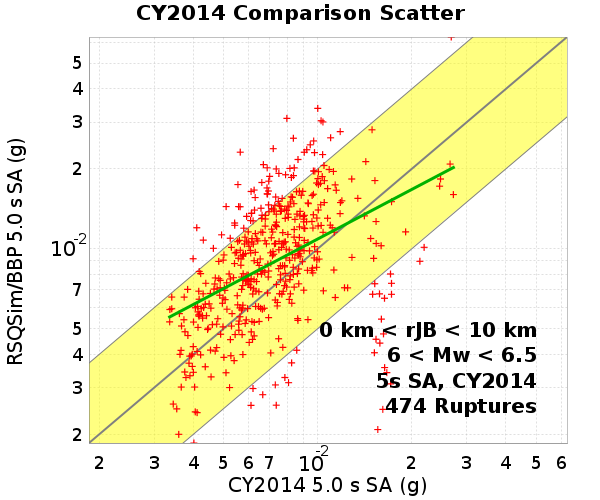 CY2014 Comparison Scatter
RSQSim/BBP 5.0 s SA (g)
5
4
3
2
10-2
7
5
4
3
2
0 km < rJB < 10 km
6 < Mw < 6.5
5s SA, CY2014
474 Ruptures
2 3 4 5 6 7 10-2 2 3 4 5 6
CY2014 5.0 s SA (g)